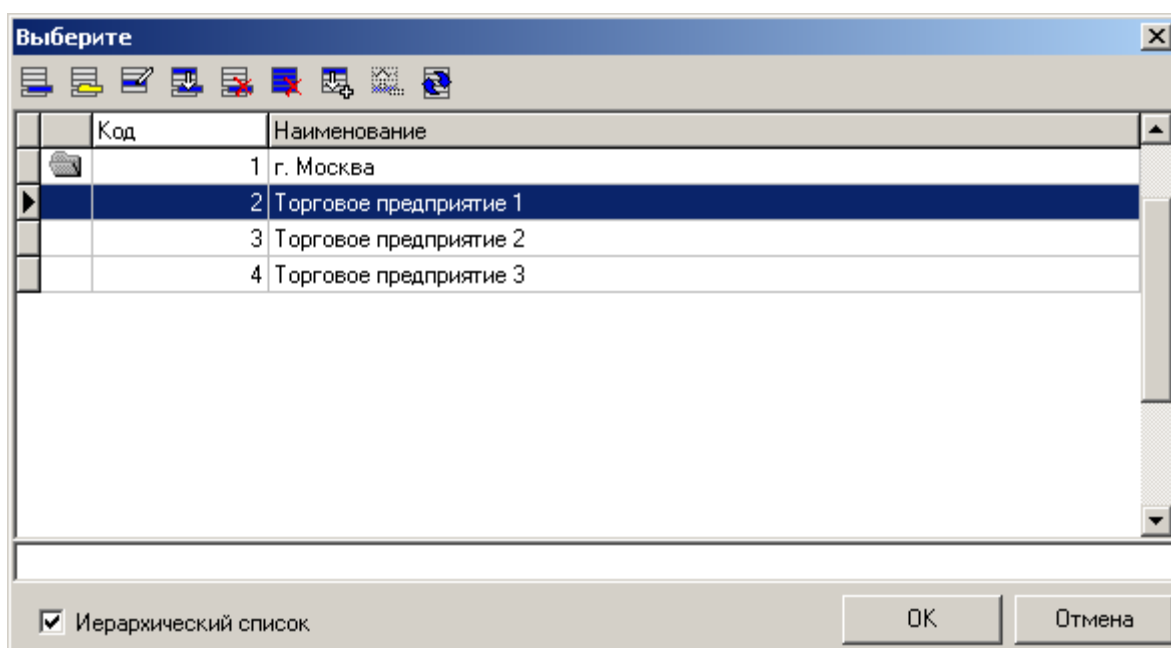 Выберите
Код Наименование
1 г. Москва
2 Торговое предприятие 1
3 Торговое предприятие 2
4 Торговое предприятие 3
Иерархический список OK Отмена